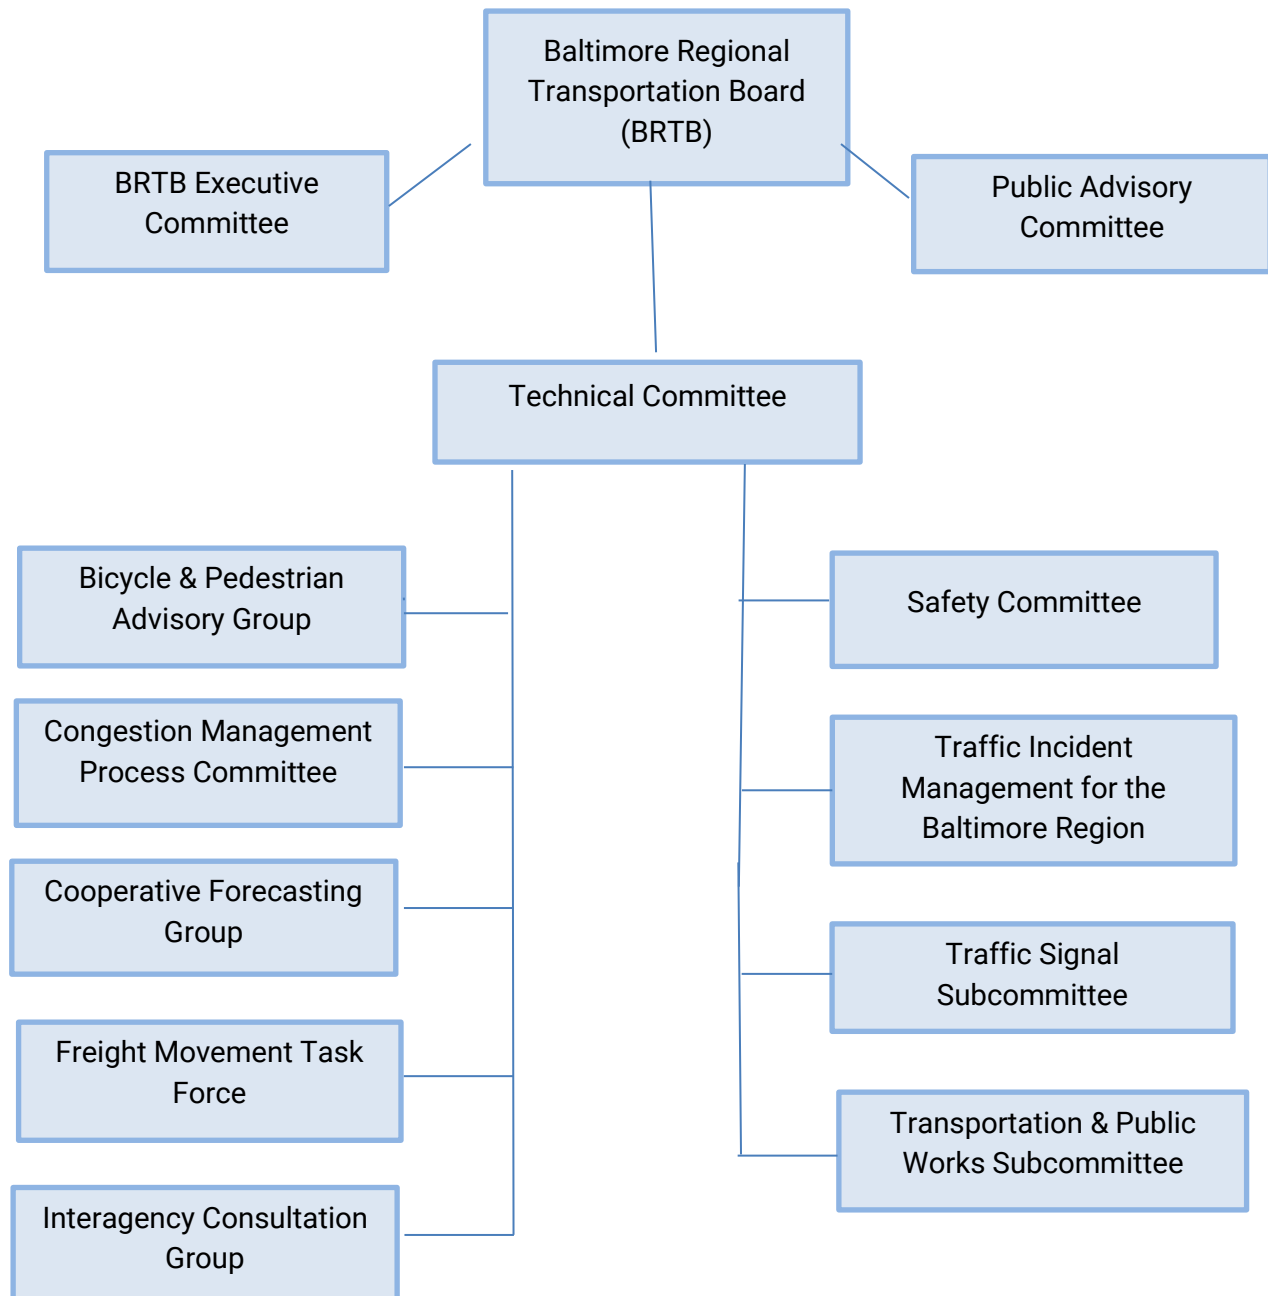 Baltimore Regional
Transportation Board
(BRTB)
BRTB Executive
Committee
Public Advisory
Committee
Technical Committee
Bicycle & Pedestrian
Advisory Group
Congestion Management
Process Committee
Cooperative Forecasting
Group
Freight Movement Task
Force
Interagency Consultation
Group
Safety Committee
Traffic Incident
Management for the
Baltimore Region
Traffic Signal
Subcommittee
Transportation & Public
Works Subcommittee